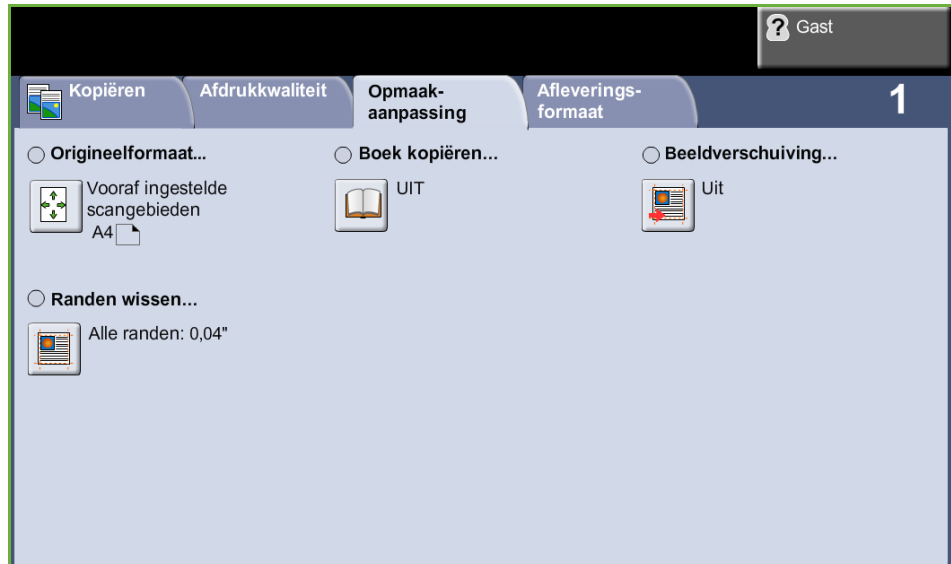 Gast
Kopiëren
Afdrukkwaliteit
Opmaak-
aanpassing
Afleverings-
formaat
1
Origineelformaat...
Vooraf ingestelde
scangebieden
A4
Boek kopiëren...
UIT
Beeldverschuiving...
Uit
Randen wissen...
Alle randen: 0,04"